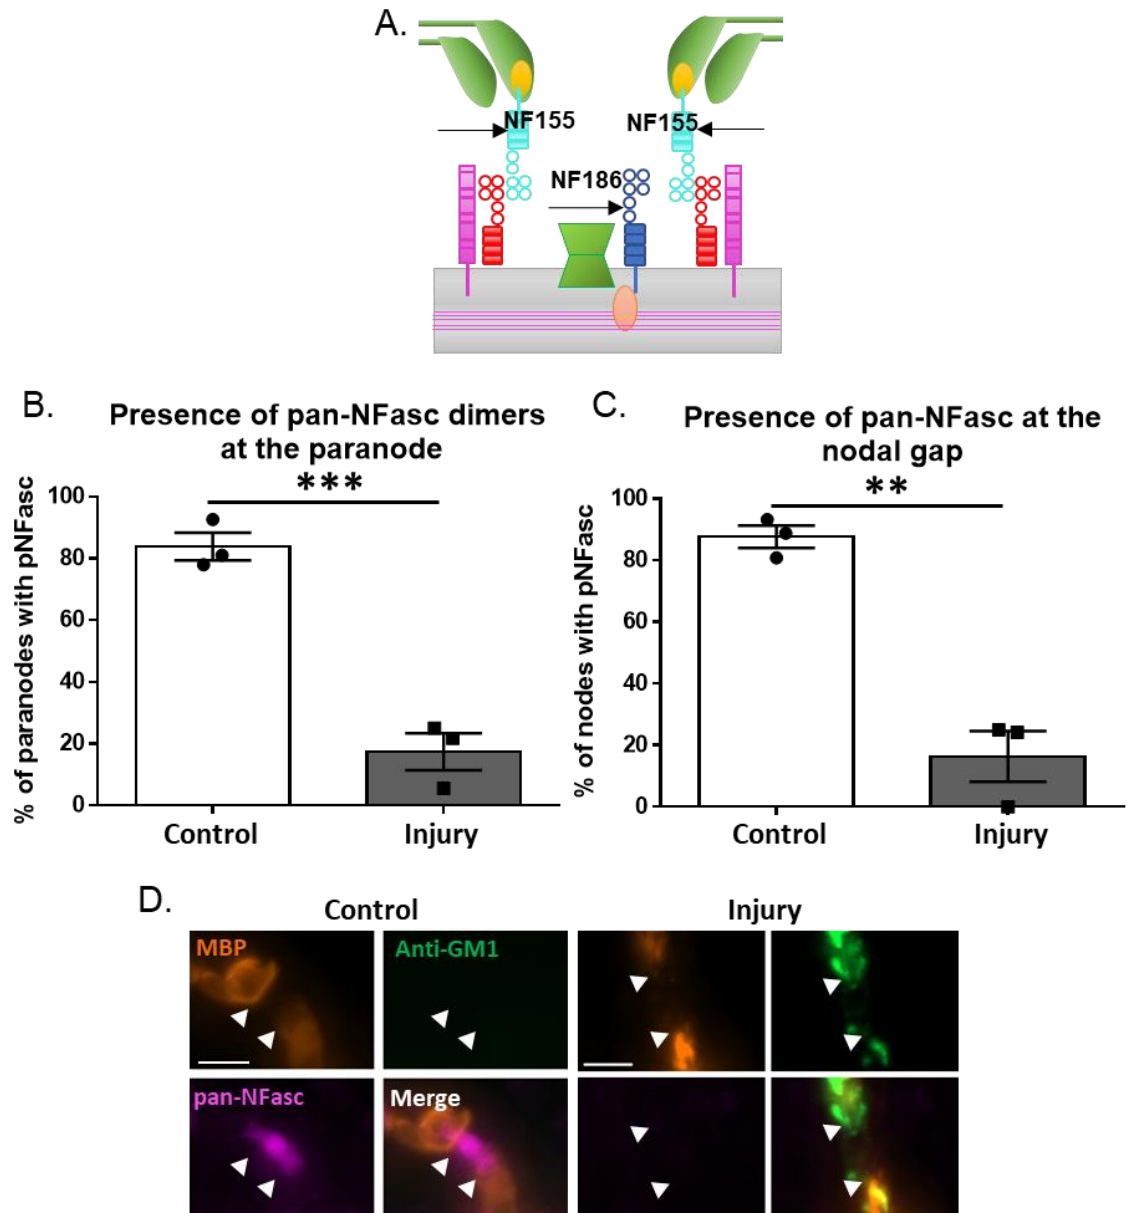 A.
NF155
NF155
NF186
B.
Presence of pan-NFasc dimers
at the paranode
***
% of paranodes with pNFasc
100
80
60
40
20
0
Control
Injury
C.
Presence of pan-NFasc at the
nodal gap
**
% of nodes with pNFasc
100
80
60
40
20
0
Control
Injury
D.
Control
Injury
MBP
Anti-GM1
pan-NFasc
Merge